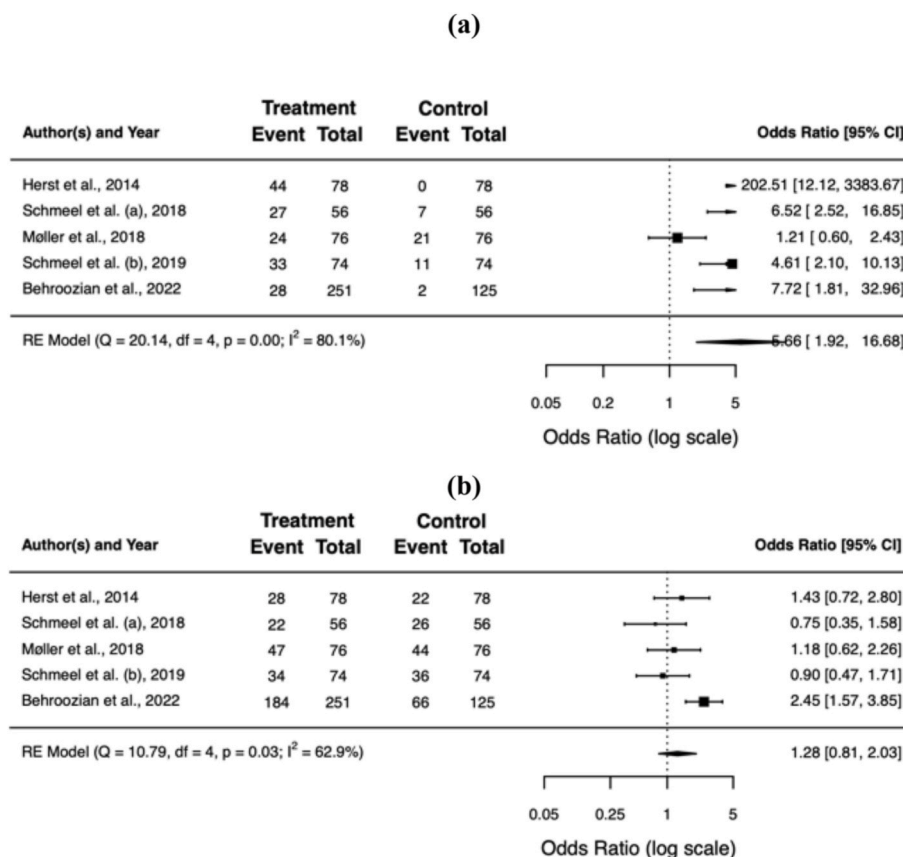 (a)
Treatment Control
Author(s) and Year Event Total Event Total Odds Ratio [95% CI]
Herst et al., 2014 44 78 0 78 202.51 [12.12, 3383.67]
Schmeel et al. (a), 2018 27 56 7 56 6.52 [ 2.52, 16.85]
Møller et al., 2018 24 76 21 76 1.21 [ 0.60, 2.43]
Schmeel et al. (b), 2019 33 74 11 74 4.61 [ 2.10, 10.13]
Behroozian et al., 2022 28 251 2 125 7.72 [ 1.81, 32.96]
RE Model (Q = 20.14, df = 4, p = 0.00; I² = 80.1%) 5.66 [ 1.92, 16.68]
0.05 0.2 1 5
Odds Ratio (log scale)
(b)
Treatment Control
Author(s) and Year Event Total Event Total Odds Ratio [95% CI]
Herst et al., 2014 28 78 22 78 1.43 [0.72, 2.80]
Schmeel et al. (a), 2018 22 56 26 56 0.75 [0.35, 1.58]
Møller et al., 2018 47 76 44 76 1.18 [0.62, 2.26]
Schmeel et al. (b), 2019 34 74 36 74 0.90 [0.47, 1.71]
Behroozian et al., 2022 184 251 66 125 2.45 [1.57, 3.85]
RE Model (Q = 10.79, df = 4, p = 0.03; I² = 62.9%) 1.28 [0.81, 2.03]
0.05 0.25 1 5
Odds Ratio (log scale)